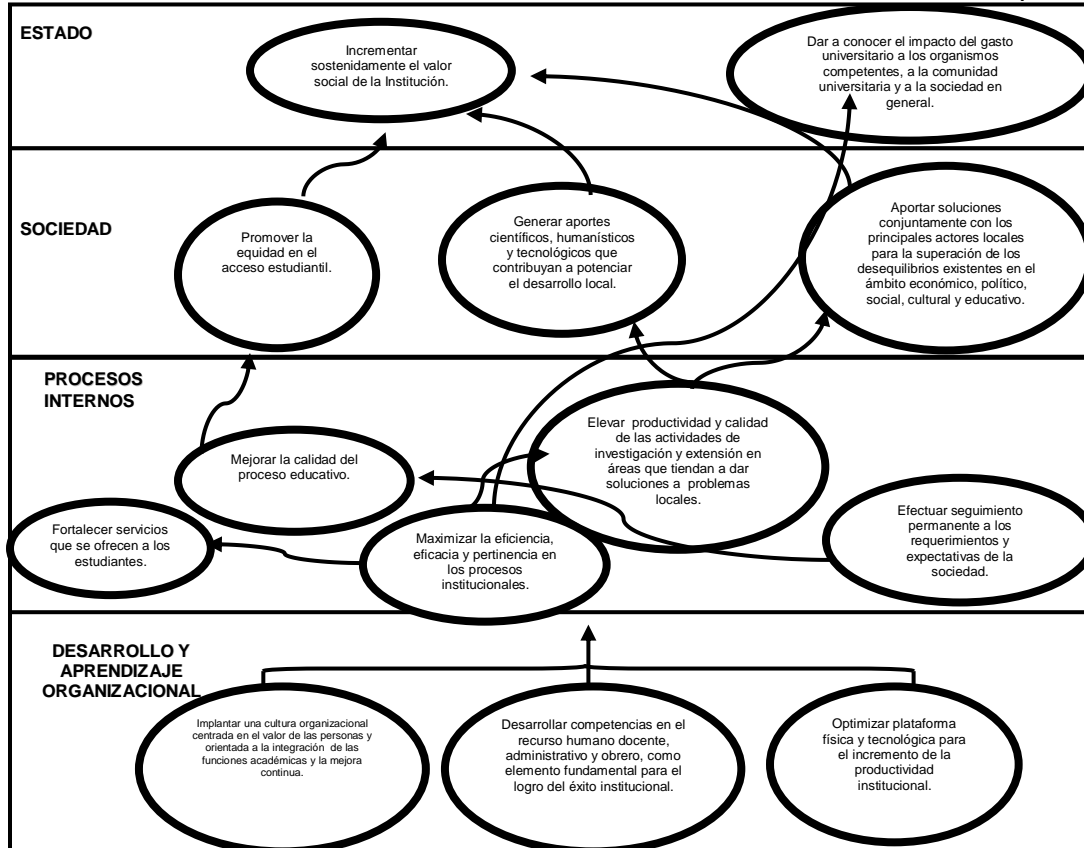 ESTADO
Incrementar
sostenidamente el valor
social de la Institución.
Dar a conocer el impacto del gasto
universitario a los organismos
competentes, a la comunidad
universitaria y a la sociedad en
general.
SOCIEDAD
Promover la
equidad en el
acceso estudiantil.
Generar aportes
científicos, humanísticos
y tecnológicos que
contribuyan a potenciar
el desarrollo local.
Aportar soluciones
conjuntamente con los
principales actores locales
para la superación de los
desequilibrios existentes en el
ámbito económico, político,
social, cultural y educativo.
PROCESOS
INTERNOS
Mejorar la calidad del
proceso educativo.
Elevar productividad y calidad
de las actividades de
investigación y extensión en
áreas que tiendan a dar
soluciones a problemas
locales.
Fortalecer servicios
que se ofrecen a los
estudiantes.
Maximizar la eficiencia,
eficacia y pertinencia en
los procesos
institucionales.
Efectuar seguimiento
permanente a los
requerimientos y
expectativas de la
sociedad.
DESARROLLO Y
APRENDIZAJE
ORGANIZACIONAL
Implantar una cultura organizacional
centrada en el valor de las personas y
orientada a la integración de las
funciones académicas y la mejora
continua.
Desarrollar competencias en el
recurso humano docente,
administrativo y obrero, como
elemento fundamental para el
logro del éxito institucional.
Optimizar plataforma
física y tecnológica para
el incremento de la
productividad
institucional.